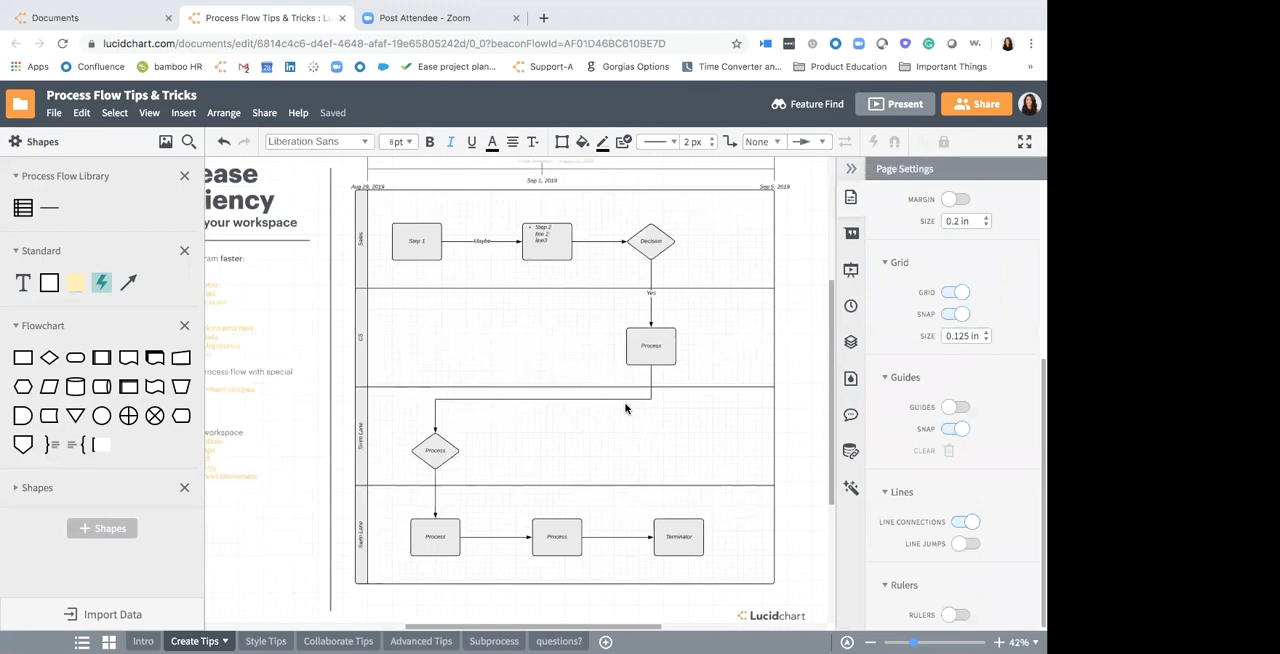 Documents
Process Flow Tips & Tricks : Lu
Post Attendee - Zoom
lucidchart.com/documents/edit/6814c4c6-d4ef-4648-afaf-19e65805242d/0_0?beaconFlowId=AF01D46BC610BE7D
Apps
Confluence
bamboo HR
Ease project plan...
Support-A
Gorgias Options
Time Converter an...
Product Education
Important Things
Process Flow Tips & Tricks
File
Edit
Select
View
Insert
Arrange
Share
Help
Saved
Feature Find
Present
Share
Shapes
Liberation Sans
8pt
B
I
U
A
T
2 px
None
Process Flow Library
Standard
T
Flowchart
Shapes
+ Shapes
Import Data
ease
iency
your workspace
ram faster:
rocess flow with special
workspace
Sep 1, 2019
Aug 29, 2019
Sep 5, 2019
Sales
Step 1
Maybe
Step 2
line 2
line3
Decision
Yes
CS
Process
Swim Lane
Process
Swim Lane
Process
Process
Terminator
Lucidchart
Page Settings
MARGIN
SIZE
0.2 in
Grid
GRID
SNAP
SIZE
0.125 in
Guides
GUIDES
SNAP
CLEAR
Lines
LINE CONNECTIONS
LINE JUMPS
Rulers
RULERS
Intro
Create Tips
Style Tips
Collaborate Tips
Advanced Tips
Subprocess
questions?
42%